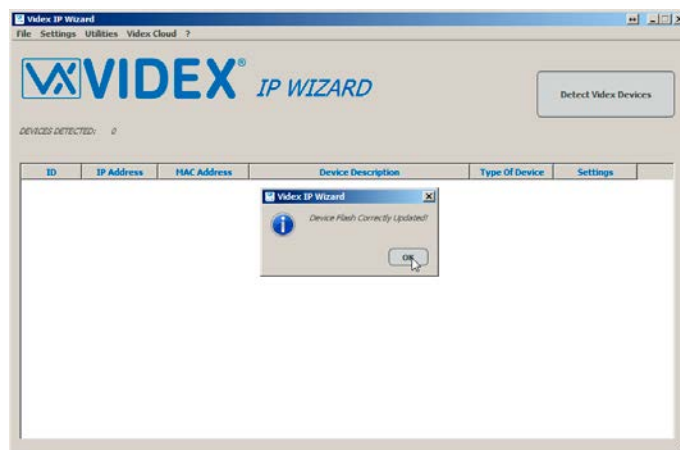 Videx IP Wizard
File Settings Utilities Videx Cloud ?
VIDEX® IP WIZARD
Detect Videx Devices
DEVICES DETECTED: 0
ID IP Address MAC Address Device Description Type Of Device Settings
Videx IP Wizard
Device Flash Correctly Updated!
OK